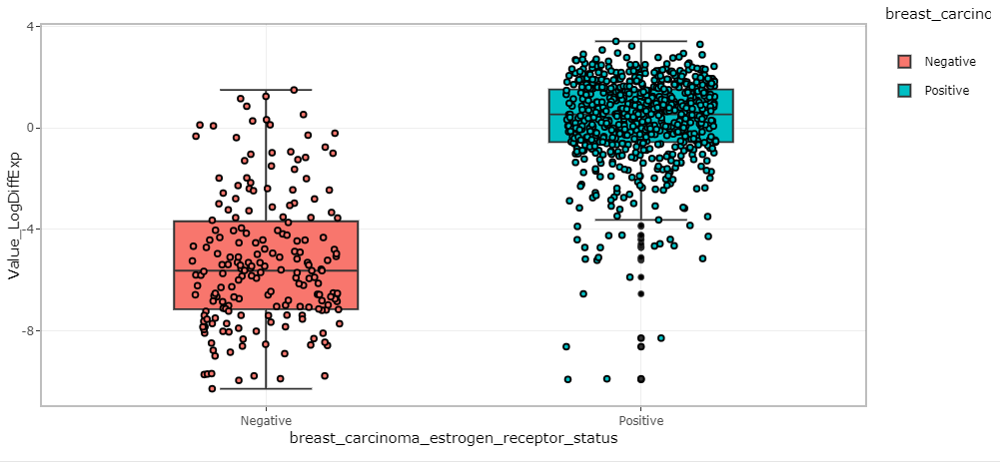 breast_carcino
Negative
Positive
Value_LogDiffExp
4
0
-4
-8
Negative
Positive
breast_carcinoma_estrogen_receptor_status